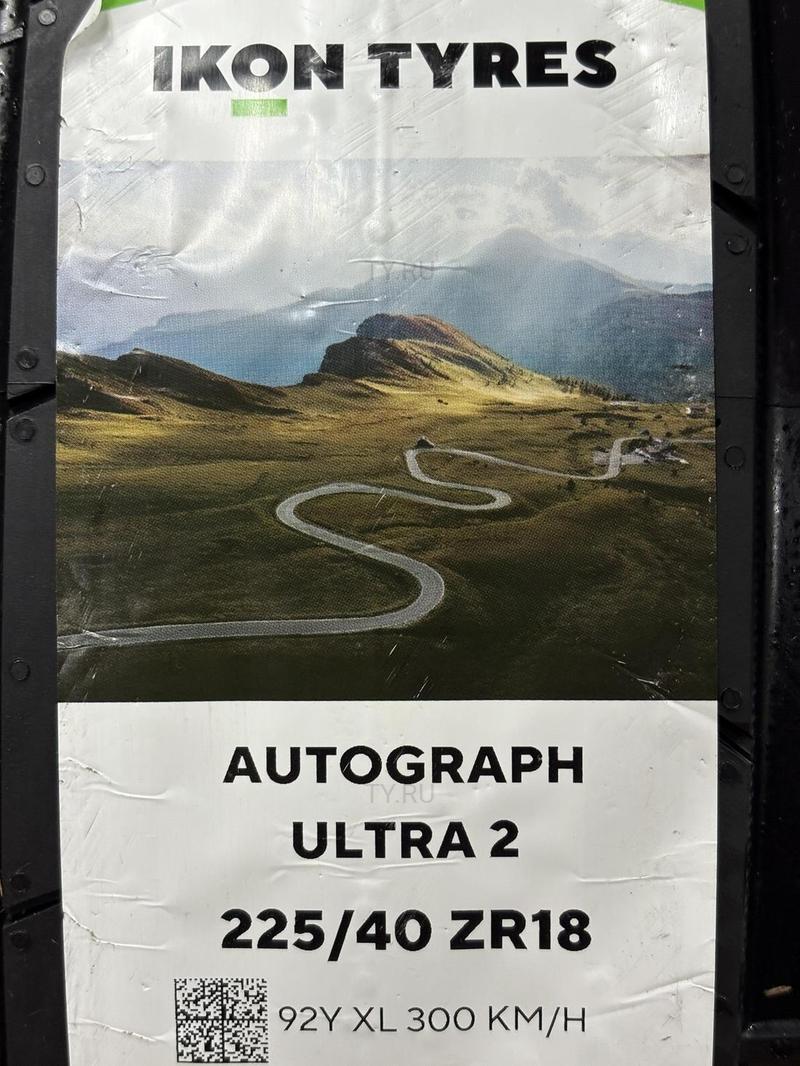 IKON TYRES
TY.RU
AUTOGRAPH
TY.RU
ULTRA 2
225/40 ZR18
92Y XL 300 KM/H